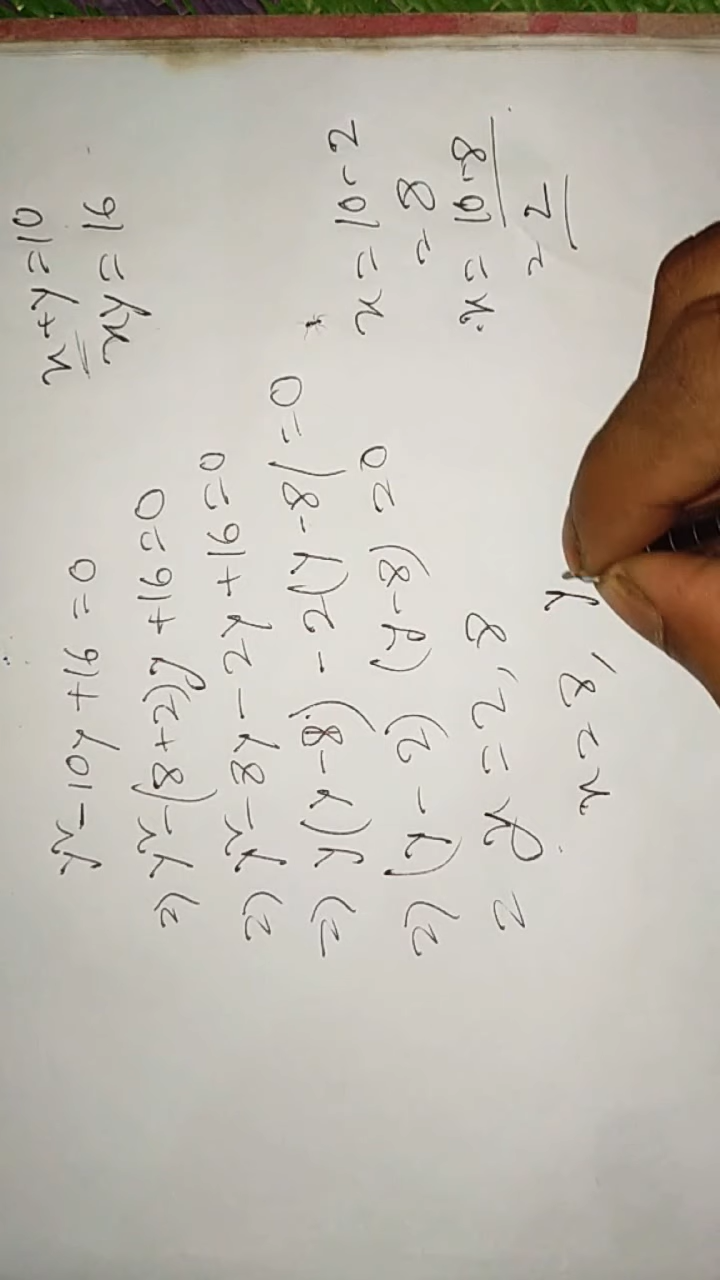 x+y=10
xy=16
y²-10y+16=0
⇒ y²-(8+2)y+16=0
⇒ y²-8y-2y+16=0
⇒ y(y-8)-2(y-8)=0
⇒ (y-2) (y-8)=0
y=2,8
x=10-2
=8
x=10-8
=2
x=8, y